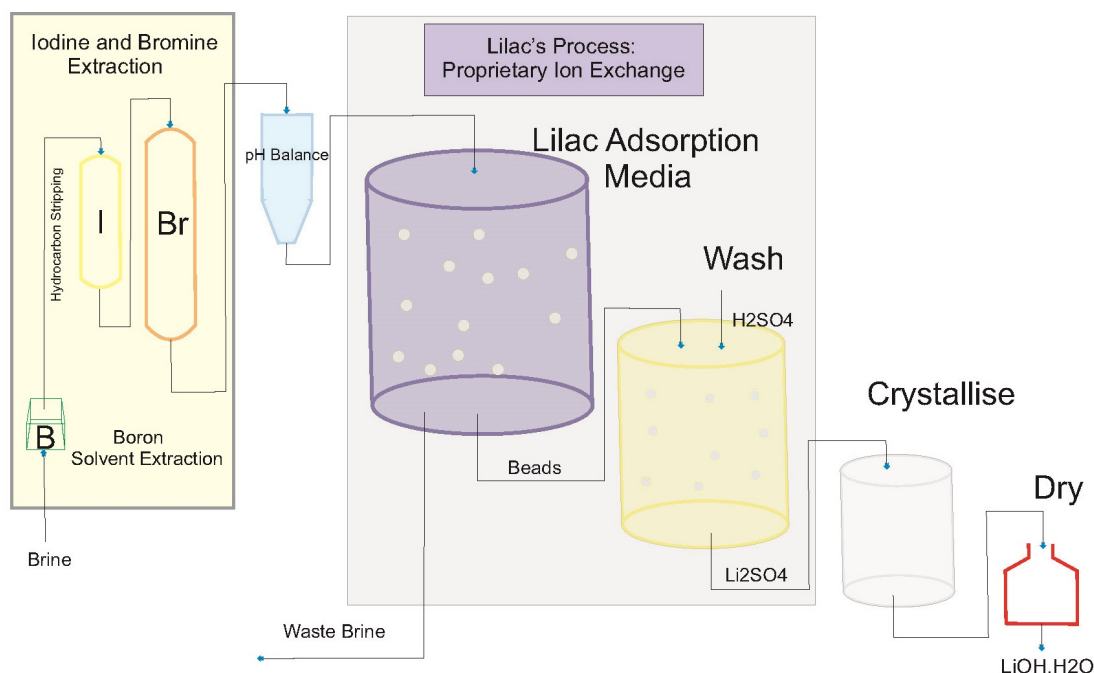 Iodine and Bromine
Extraction
Hydrocarbon Stripping
I
Br
B
Boron
Solvent Extraction
Brine
pH Balance
Lilac's Process:
Proprietary Ion Exchange
Lilac Adsorption
Media
Wash
H2SO4
Beads
Li2SO4
Waste Brine
Crystallise
Dry
LiOH.H2O